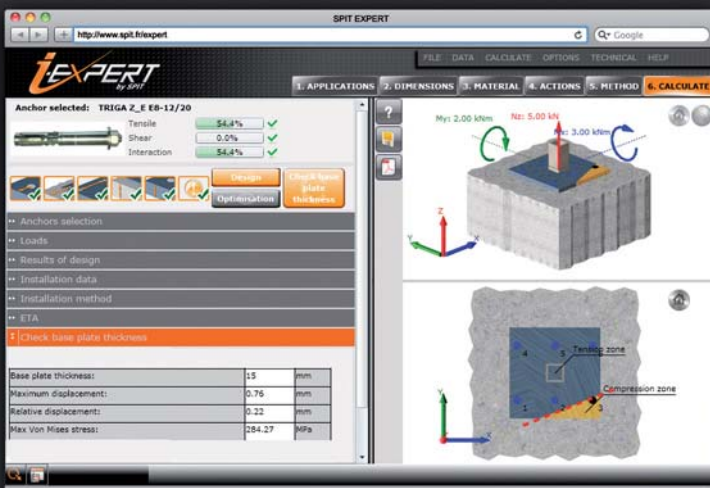 SPIT EXPERT
http://www.spit.fr/expert
Google
FILE DATA CALCULATE OPTIONS TECHNICAL HELP
i-EXPERT
by SPIT
1. APPLICATIONS 2. DIMENSIONS 3. MATERIAL 4. ACTIONS 5. METHOD 6. CALCULATE
Anchor selected: TRIGA Z_E E8-12/20
Tensile 54.4%
Shear 0.0%
Interaction 54.4%
Design
Optimisation
Check base
plate
thickness
Anchors selection
Loads
Results of design
Installation data
Installation method
ETA
Check base plate thickness
Base plate thickness: 15 mm
Maximum displacement: 0.76 mm
Relative displacement: 0.22 mm
Max Von Mises stress: 284.27 MPa
?
My: 2.00 kNm
Nz: 5.00 kN
Mx: 3.00 kNm
Z
Y
X
4
5
Tension zone
Compression zone
1
2
3
Y
X